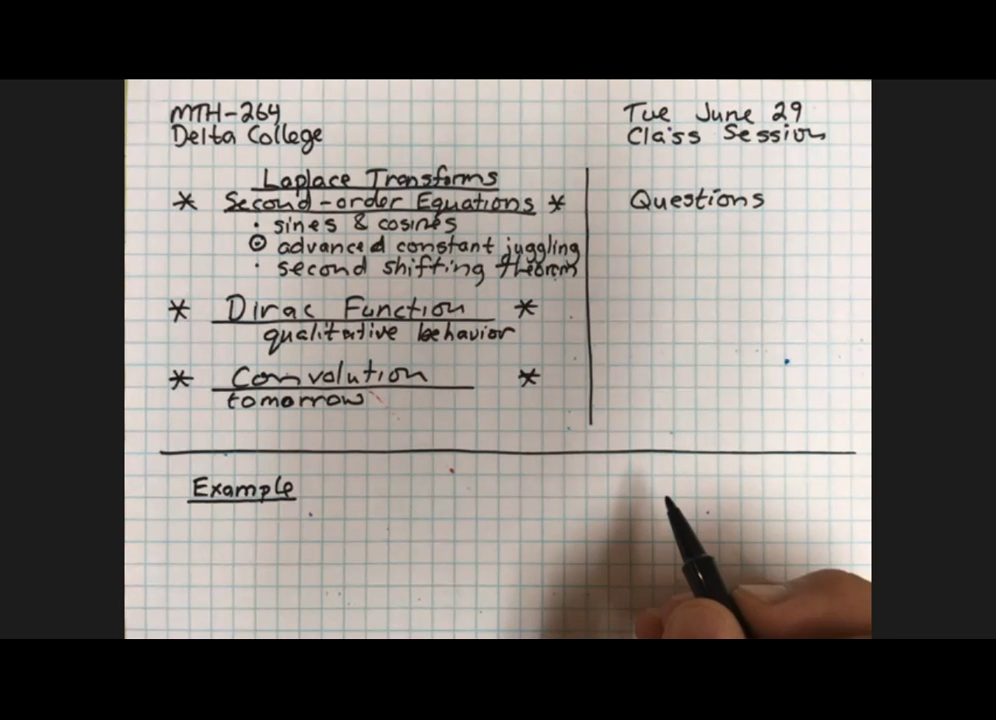 MTH-264
Delta College
Tue June 29
Class Session
Laplace Transforms
* Second-order Equations *
· sines & cosines
⊙ advanced constant juggling
· second shifting theorem
* Dirac Function *
qualitative behavior
* Convolution *
tomorrow
Questions
Example